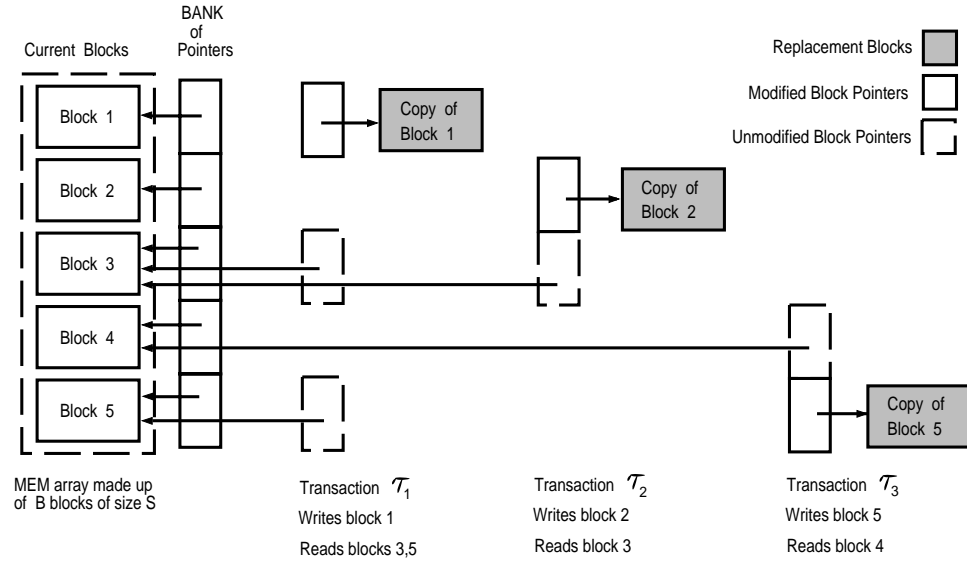 BANK
of
Pointers
Current Blocks
Replacement Blocks
Modified Block Pointers
Unmodified Block Pointers
Block 1
Copy of
Block 1
Block 2
Copy of
Block 2
Block 3
Block 4
Block 5
Copy of
Block 5
MEM array made up
of B blocks of size S
Transaction 𝒯1
Writes block 1
Reads blocks 3,5
Transaction 𝒯2
Writes block 2
Reads block 3
Transaction 𝒯3
Writes block 5
Reads block 4